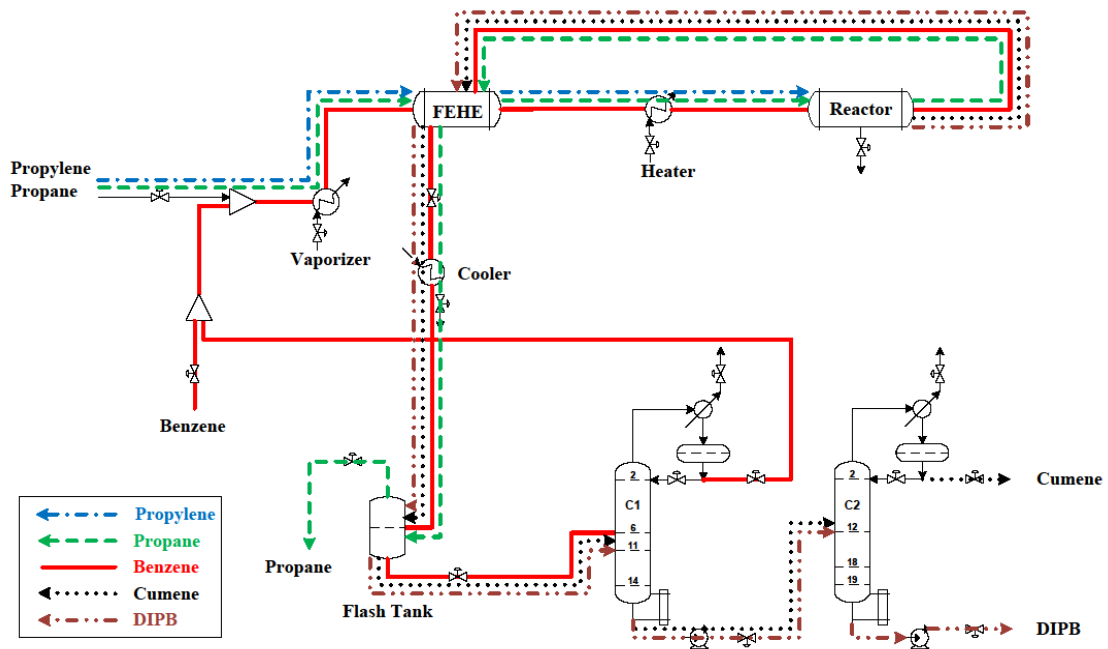 FEHE
Reactor
Heater
Propylene
Propane
Vaporizer
Cooler
Benzene
2
C1
6
11
14
2
C2
12
18
19
Cumene
Propane
Flash Tank
DIPB
Propylene
Propane
Benzene
Cumene
DIPB